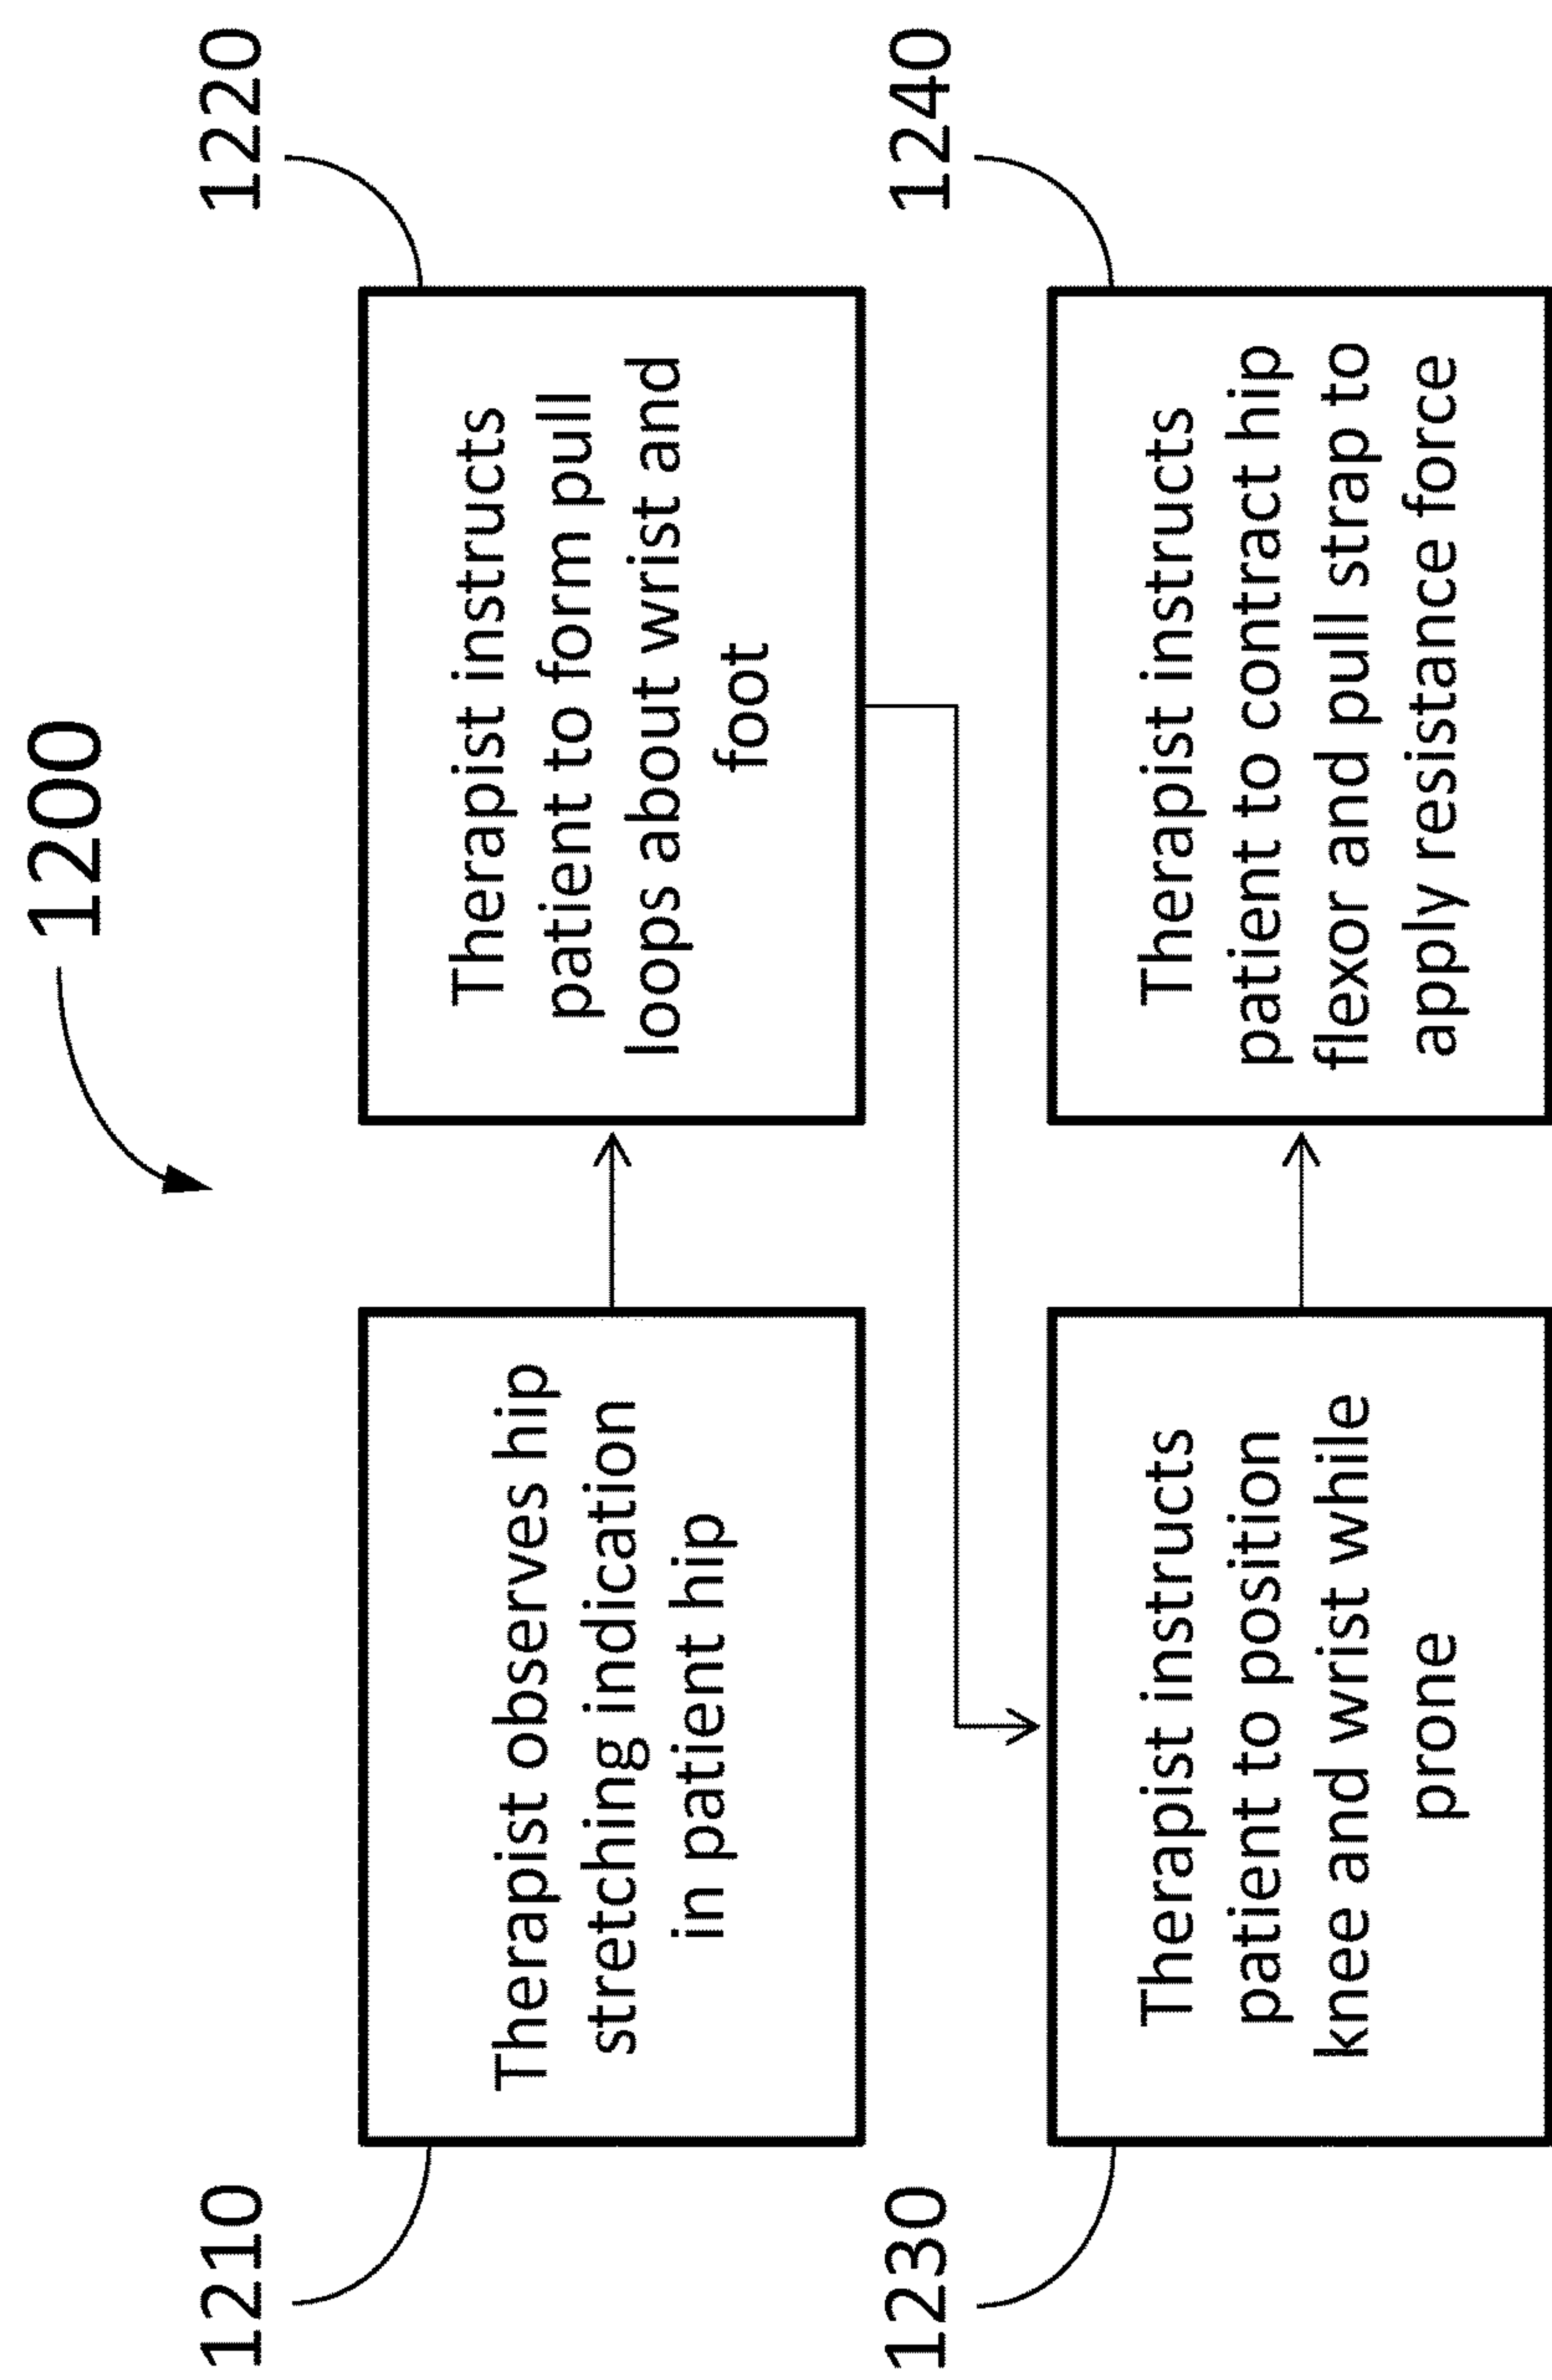 1200
1210
Therapist observes hip
stretching indication
in patient hip
1220
Therapist instructs
patient to form pull
loops about wrist and
foot
1230
Therapist instructs
patient to position
knee and wrist while
prone
1240
Therapist instructs
patient to contract hip
flexor and pull strap to
apply resistance force